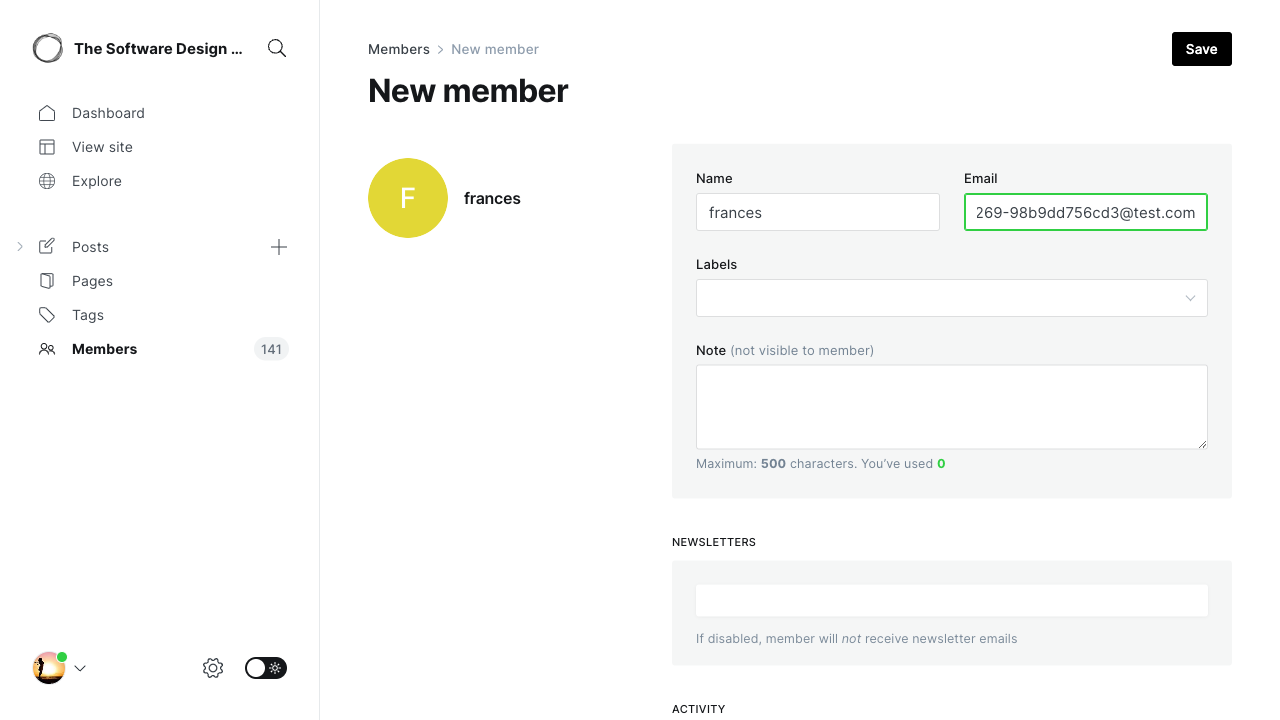 The Software Design ...
Dashboard
View site
Explore
Posts
Pages
Tags
Members 141
Members > New member
Save
New member
F
frances
Name
frances
Email
269-98b9dd756cd3@test.com
Labels
Note (not visible to member)
Maximum: 500 characters. You've used 0
NEWSLETTERS
If disabled, member will not receive newsletter emails
ACTIVITY